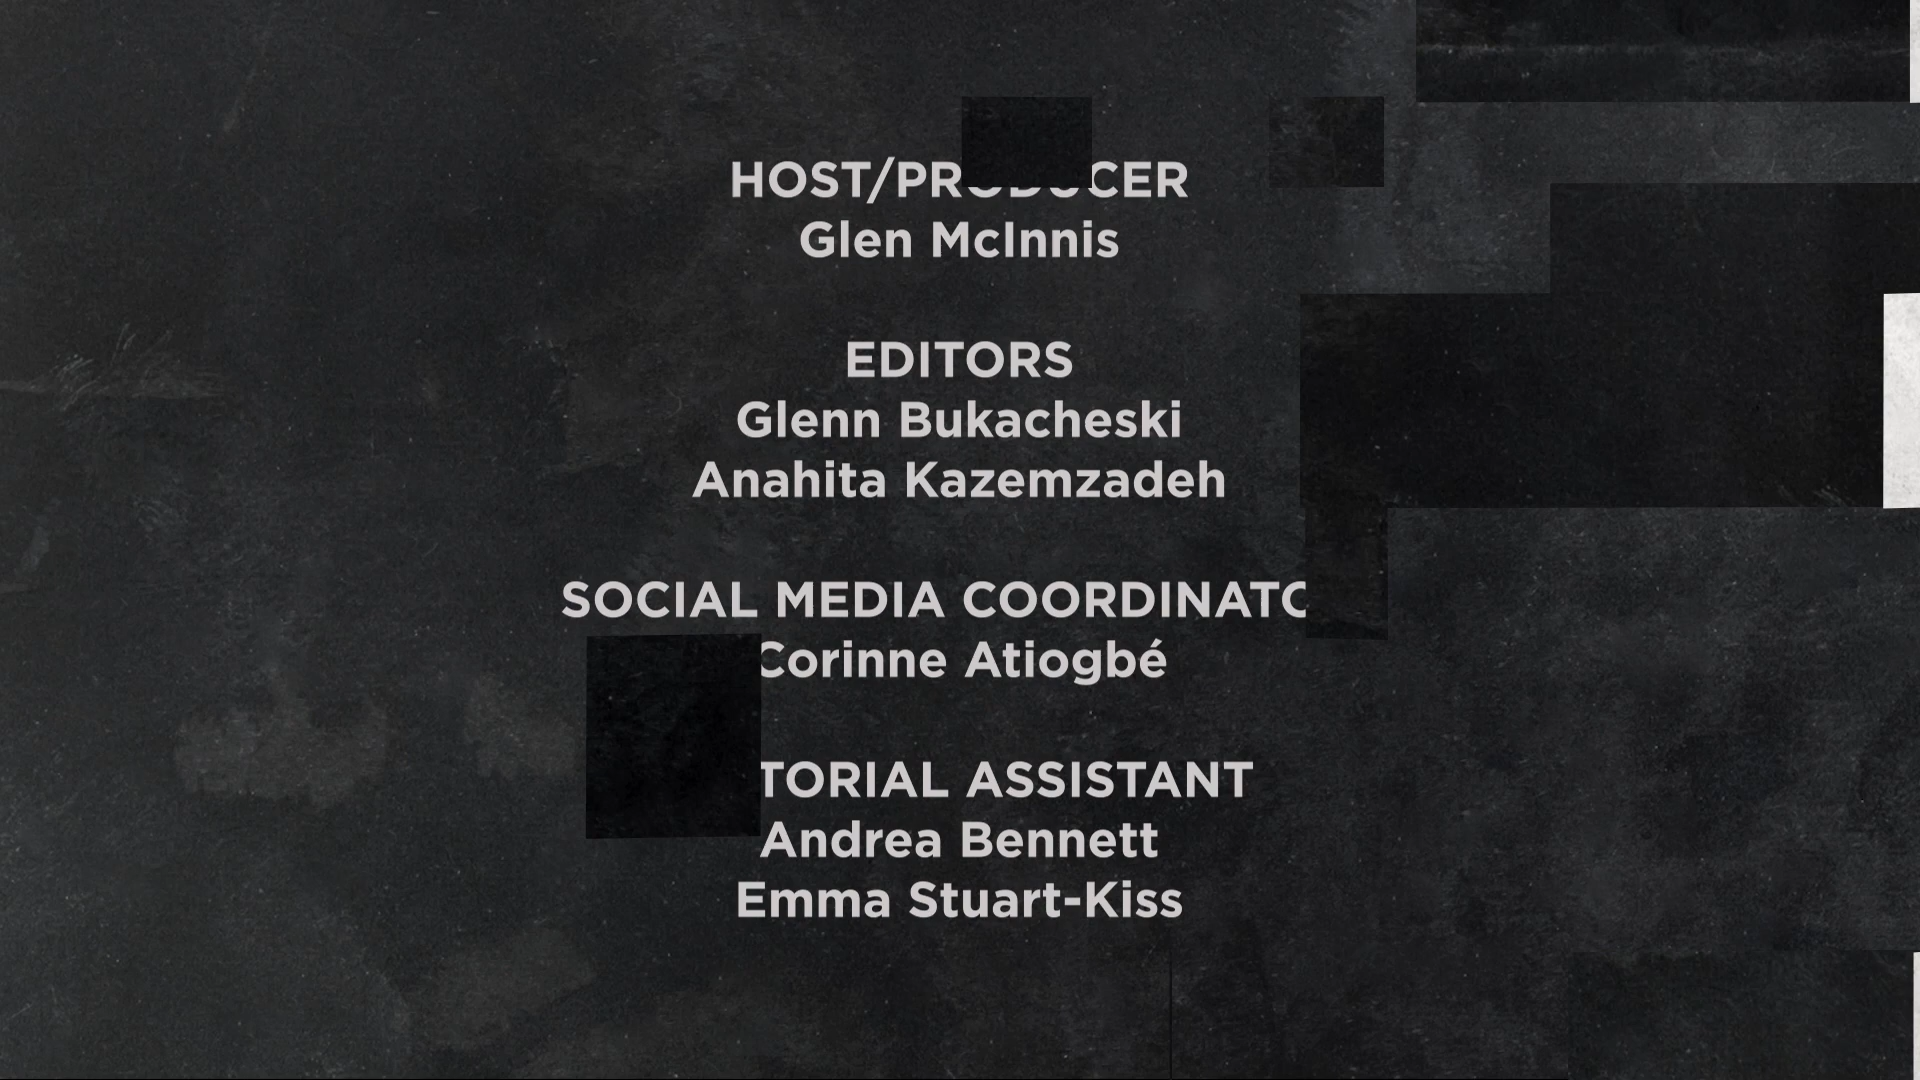 HOST/PRODUCER
Glen McInnis
EDITORS
Glenn Bukacheski
Anahita Kazemzadeh
SOCIAL MEDIA COORDINATO
Corinne Atiogbé
TORIAL ASSISTANT
Andrea Bennett
Emma Stuart-Kiss